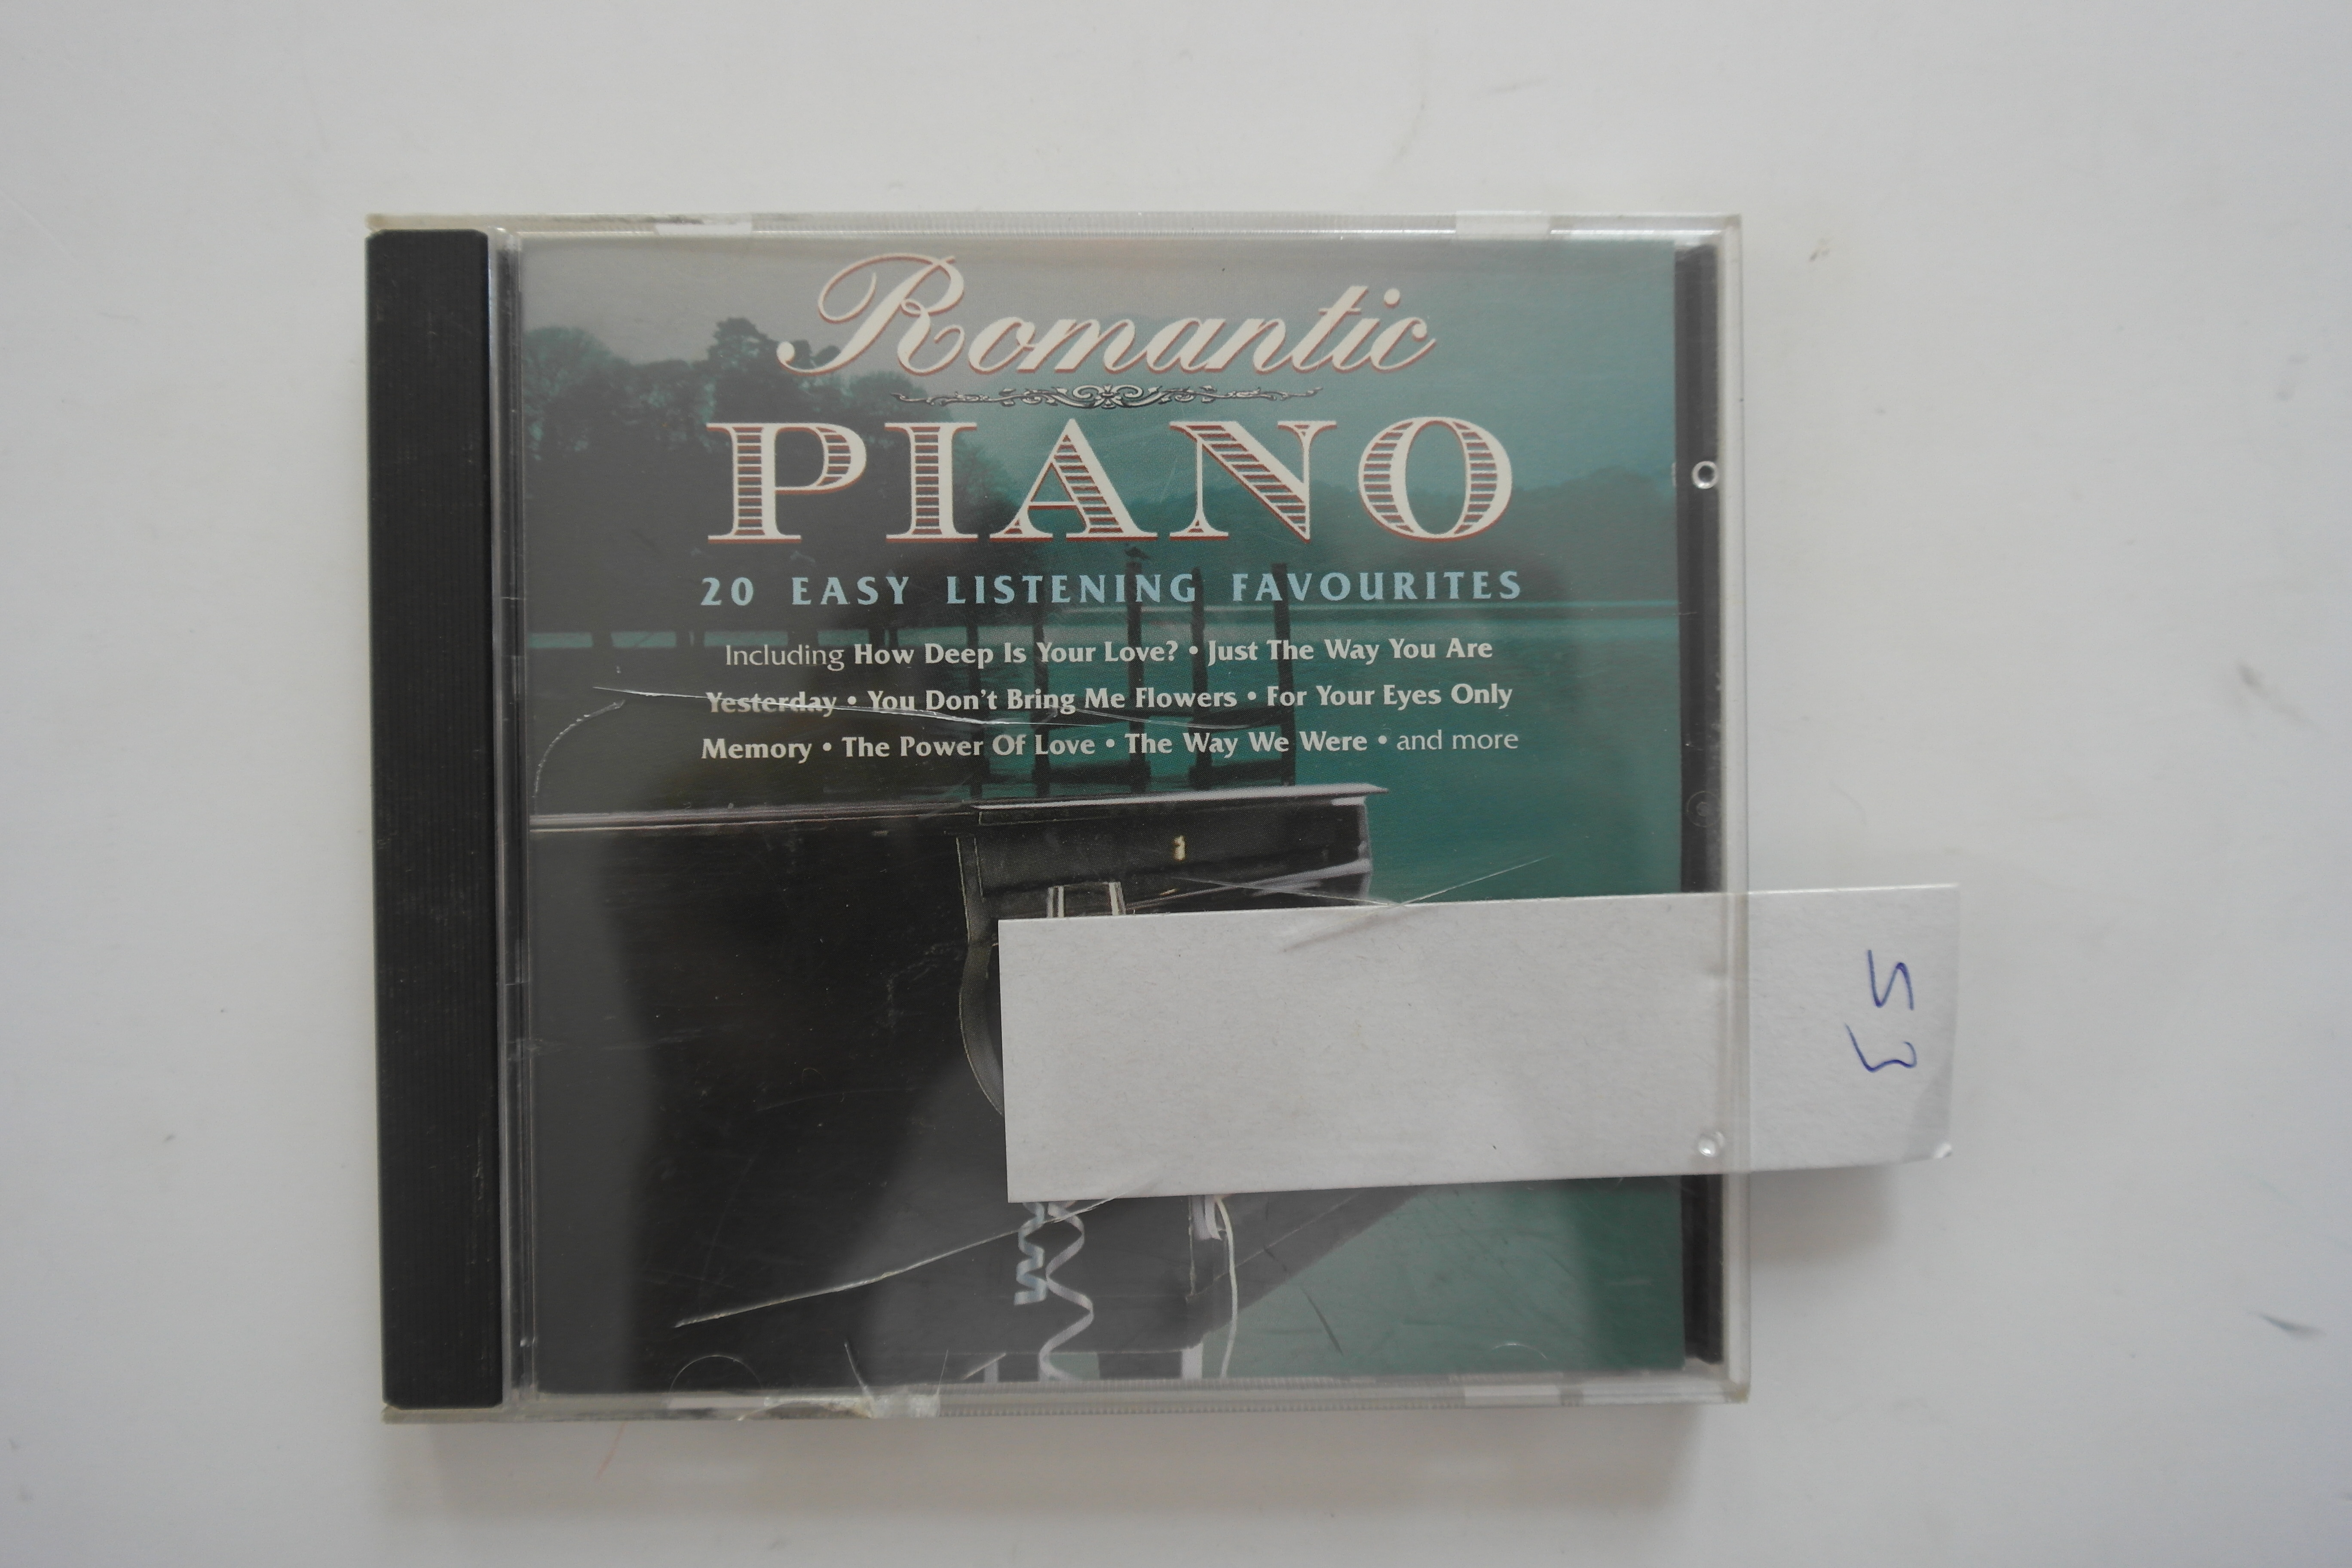 Romantic
PIANO
20 EASY LISTENING FAVOURITES
Including How Deep Is Your Love? • Just The Way You Are
Yesterday • You Don't Bring Me Flowers • For Your Eyes Only
Memory • The Power Of Love • The Way We Were • and more
53